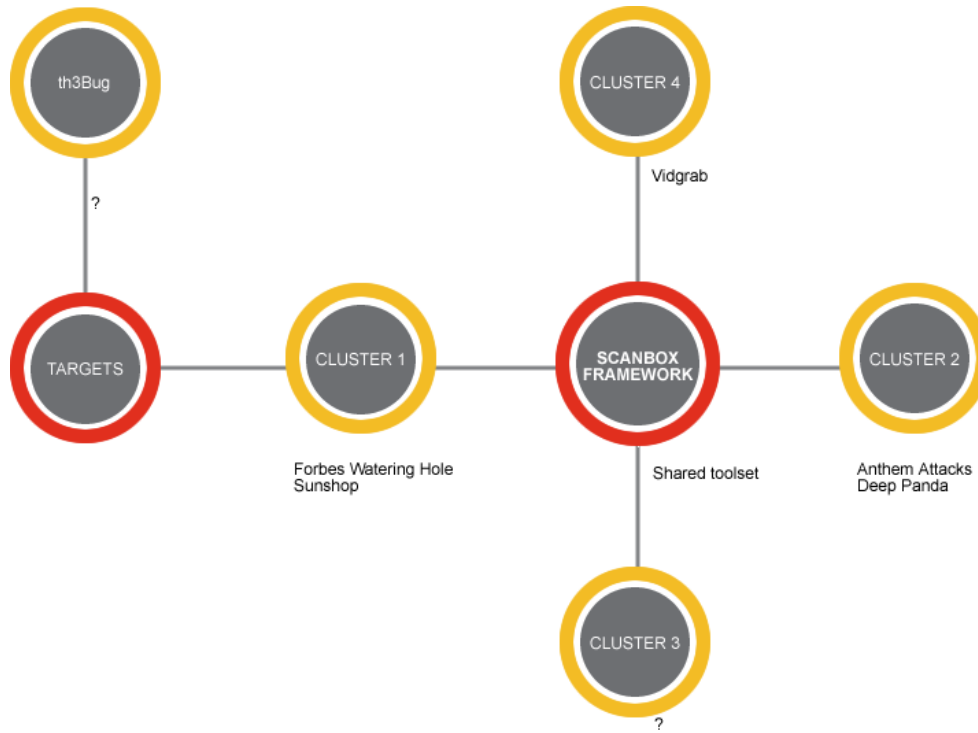 th3Bug
CLUSTER 4
Vidgrab
?
TARGETS
CLUSTER 1
SCANBOX
FRAMEWORK
CLUSTER 2
Forbes Watering Hole
Sunshop
Shared toolset
Anthem Attacks
Deep Panda
CLUSTER 3
?